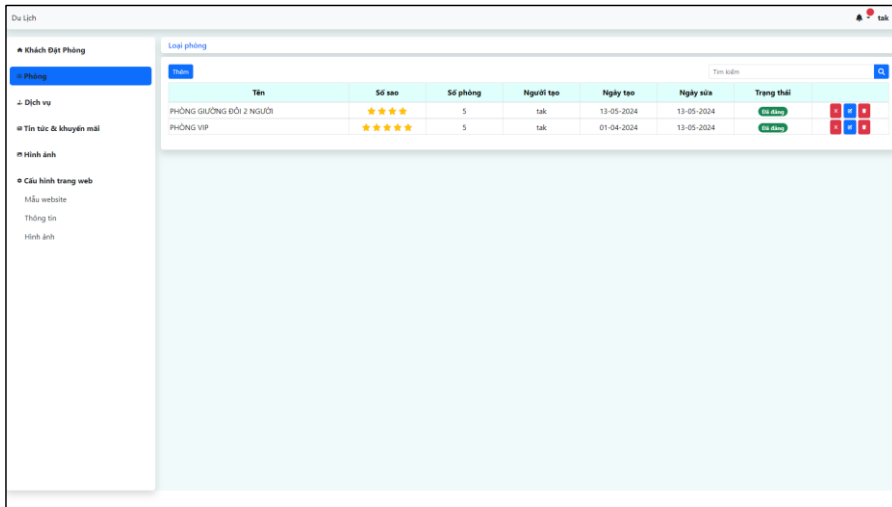 Du Lịch
tak
Khách Đặt Phòng
Phòng
Dịch vụ
Tin tức & khuyến mãi
Hình ảnh
Cấu hình trang web
Mẫu website
Thông tin
Hình ảnh
Loại phòng
Thêm
Tìm kiếm
Tên Số sao Số phòng Người tạo Ngày tạo Ngày sửa Trạng thái
PHÒNG GIƯỜNG ĐÔI 2 NGƯỜI 5 tak 13-05-2024 13-05-2024 Đã đăng
PHÒNG VIP 5 tak 01-04-2024 13-05-2024 Đã đăng